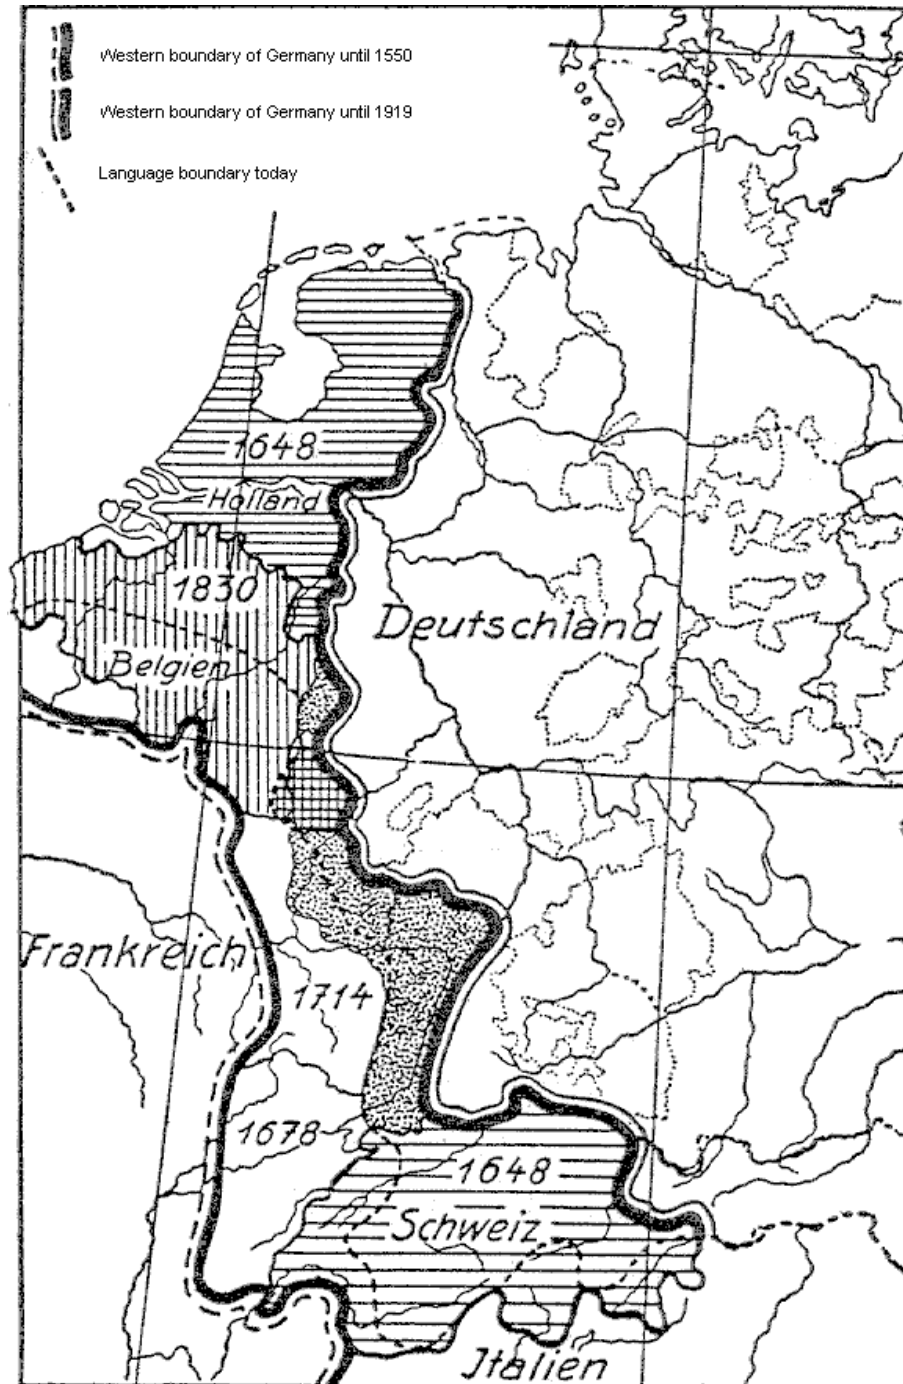 Western boundary of Germany until 1550
Western boundary of Germany until 1919
Language boundary today
1648
Holland
1830
Deutschland
Belgien
Frankreich
1714
1678
1648
Schweiz
Italien